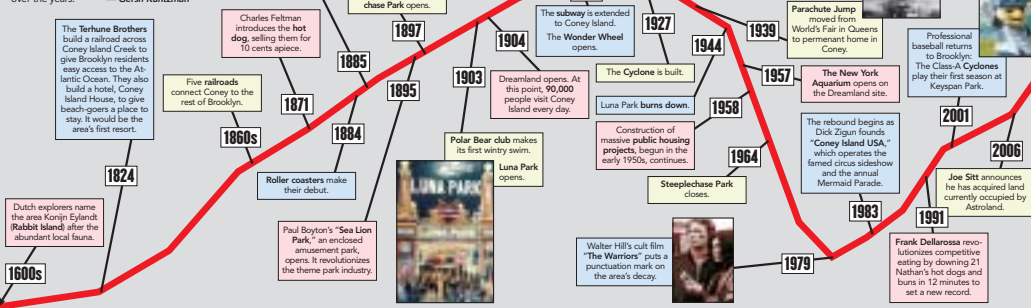 over the years. — Gersh Kuntzman
The Terhune Brothers
build a railroad across
Coney Island Creek to
give Brooklyn residents
easy access to the At-
lantic Ocean. They also
build a hotel, Coney
Island House, to give
beach-goers a place to
stay. It would be the
area's first resort.
1824
Dutch explorers name
the area Konijn Eylandt
(Rabbit Island) after the
abundant local fauna.
1600s
Five railroads
connect Coney to the
rest of Brooklyn.
1860s
Charles Feltman
introduces the hot
dog, selling them for
10 cents apiece.
1871
Roller coasters make
their debut.
1884
1885
Paul Boyton's "Sea Lion
Park," an enclosed
amusement park,
opens. It revolutionizes
the theme park industry.
1895
chase Park opens.
1897
Polar Bear club makes
its first wintry swim.
Luna Park
opens.
1903
LUNA PARK
1904
Dreamland opens. At
this point, 90,000
people visit Coney
Island every day.
The subway is extended
to Coney Island.
The Wonder Wheel
opens.
1927
The Cyclone is built.
1939
Parachute Jump
moved from
World's Fair in Queens
to permenant home in
Coney.
1944
Luna Park burns down.
1957
The New York
Aquarium opens on
the Dreamland site.
1958
Construction of
massive public housing
projects, begun in the
early 1950s, continues.
1964
Steeplechase Park
closes.
1979
Walter Hill's cult film
"The Warriors" puts a
punctuation mark on
the area's decay.
The rebound begins as
Dick Zigun founds
"Coney Island USA,"
which operates the
famed circus sideshow
and the annual
Mermaid Parade.
1983
1991
Frank Dellarossa revo-
lutionizes competitive
eating by downing 21
Nathan's hot dogs and
buns in 12 minutes to
set a new record.
Professional
baseball returns
to Brooklyn:
The Class-A Cyclones
play their first season at
Keyspan Park.
2001
2006
Joe Sitt announces
he has acquired land
currently occupied by
Astroland.